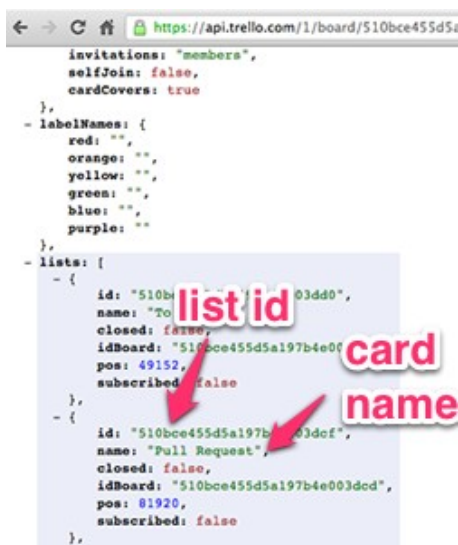 https://api.trello.com/1/board/510bce455d5a
invitations: "members",
selfJoin: false,
cardCovers: true
},
- labelNames: {
red: "",
orange: "",
yellow: "",
green: "",
blue: "",
purple: ""
},
- lists: [
- {
id: "510b 03dd0",
name: "To
list id
closed: false,
idBoard: "510bce455d5a197b4e0
card
pos: 49152,
name
subscribed: false
},
- {
id: "510bce455d5a197b 003dcf",
name: "Pull Request",
closed: false,
idBoard: "510bce455d5a197b4e003dcd",
pos: 81920,
subscribed: false
},